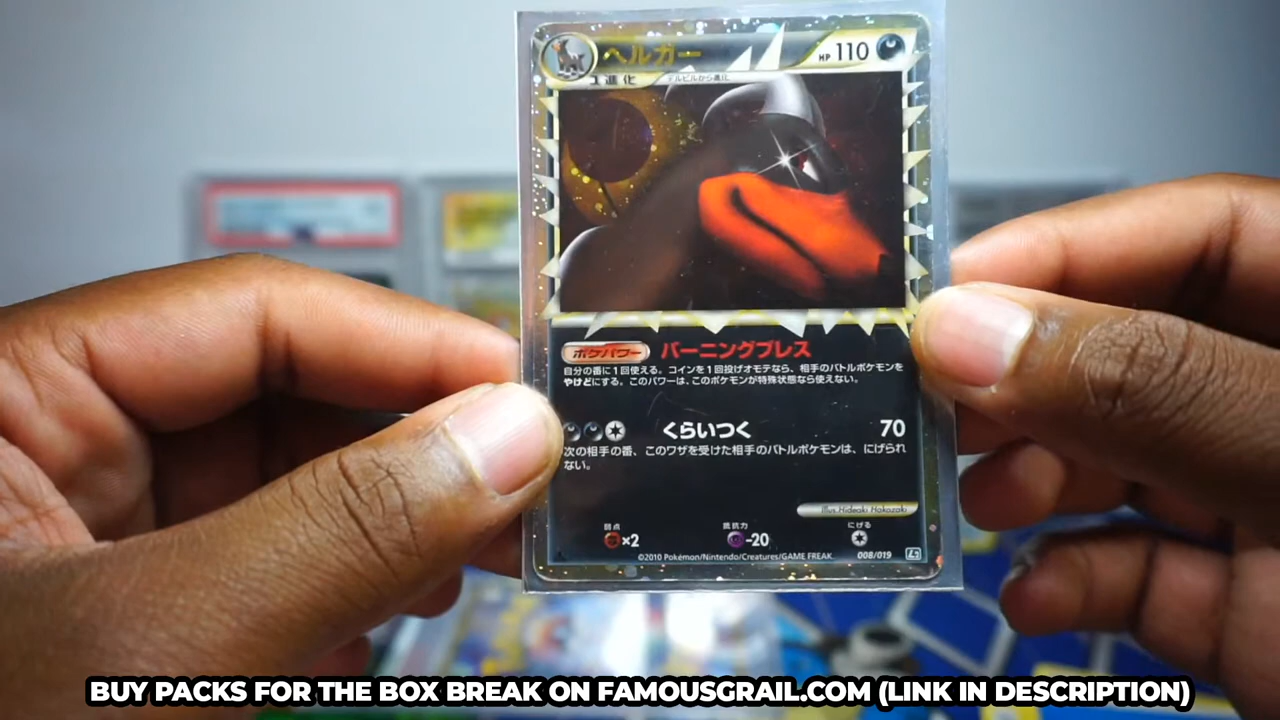 ヘルガー HP 110
1進化 デルビルから進化
ポケパワー バーニングブレス
自分の番に1回使える。コインを1回投げオモテなら、相手のバトルポケモンを
やけどにする。このパワーは、このポケモンが特殊状態なら使えない。
くらいつく 70
次の相手の番、このワザを受けた相手のバトルポケモンは、にげられ
ない。
Illus. Hideaki Hakozaki
弱点 抵抗力 にげる
×2 -20
©2010 Pokémon/Nintendo/Creatures/GAME FREAK. 008/019 L2
BUY PACKS FOR THE BOX BREAK ON FAMOUSGRAIL.COM (LINK IN DESCRIPTION)